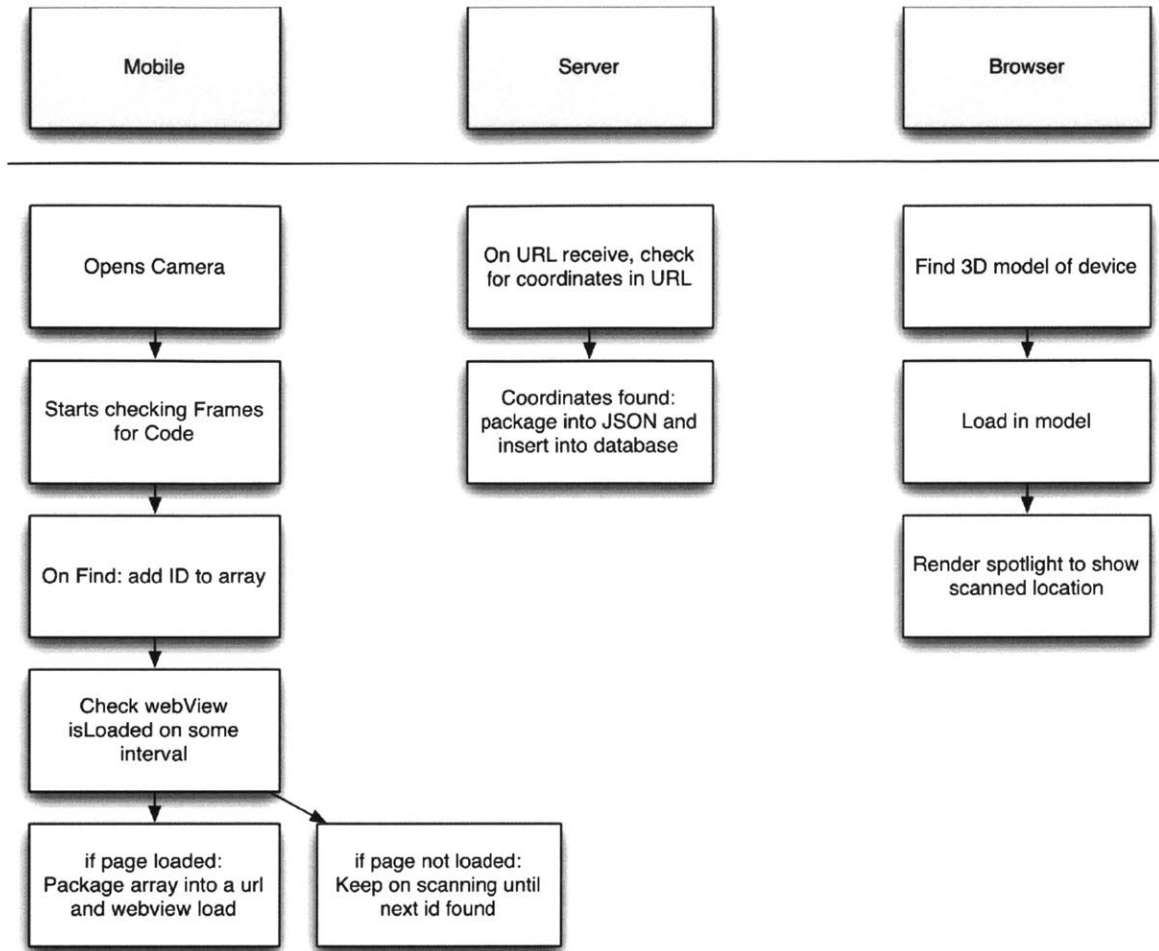 Mobile
Server
Browser
Opens Camera
Starts checking Frames
for Code
On Find: add ID to array
Check webView
isLoaded on some
interval
if page loaded:
Package array into a url
and webview load
if page not loaded:
Keep on scanning until
next id found
On URL receive, check
for coordinates in URL
Coordinates found:
package into JSON and
insert into database
Find 3D model of device
Load in model
Render spotlight to show
scanned location